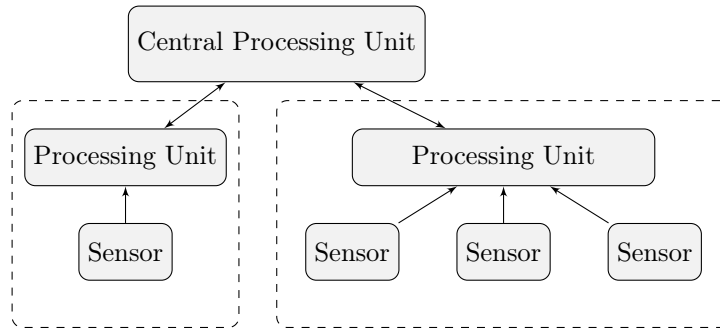 Central Processing Unit
Processing Unit
Processing Unit
Sensor
Sensor
Sensor
Sensor